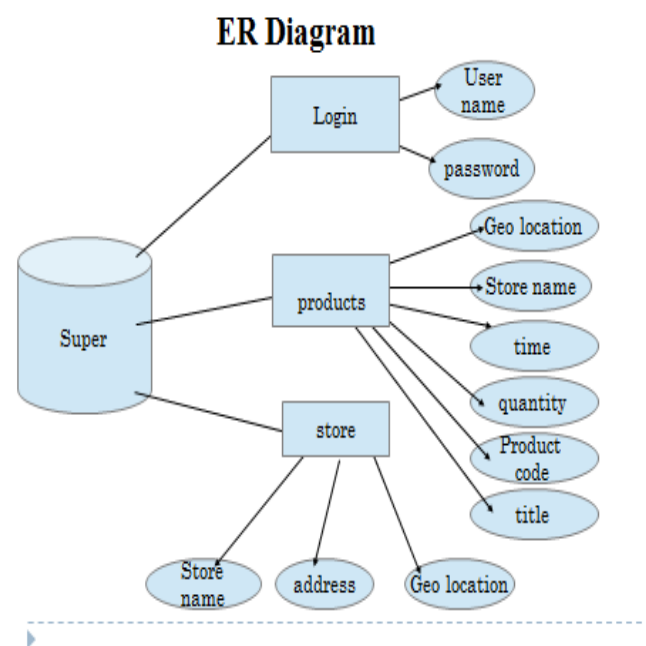 ER Diagram
Login
User
name
password
Super
products
Geo location
Store name
time
quantity
Product
code
title
store
Store
name
address
Geo location